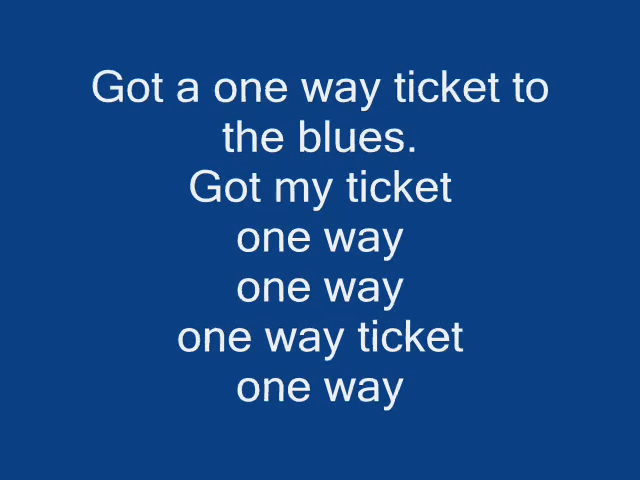 Got a one way ticket to
the blues.
Got my ticket
one way
one way
one way ticket
one way